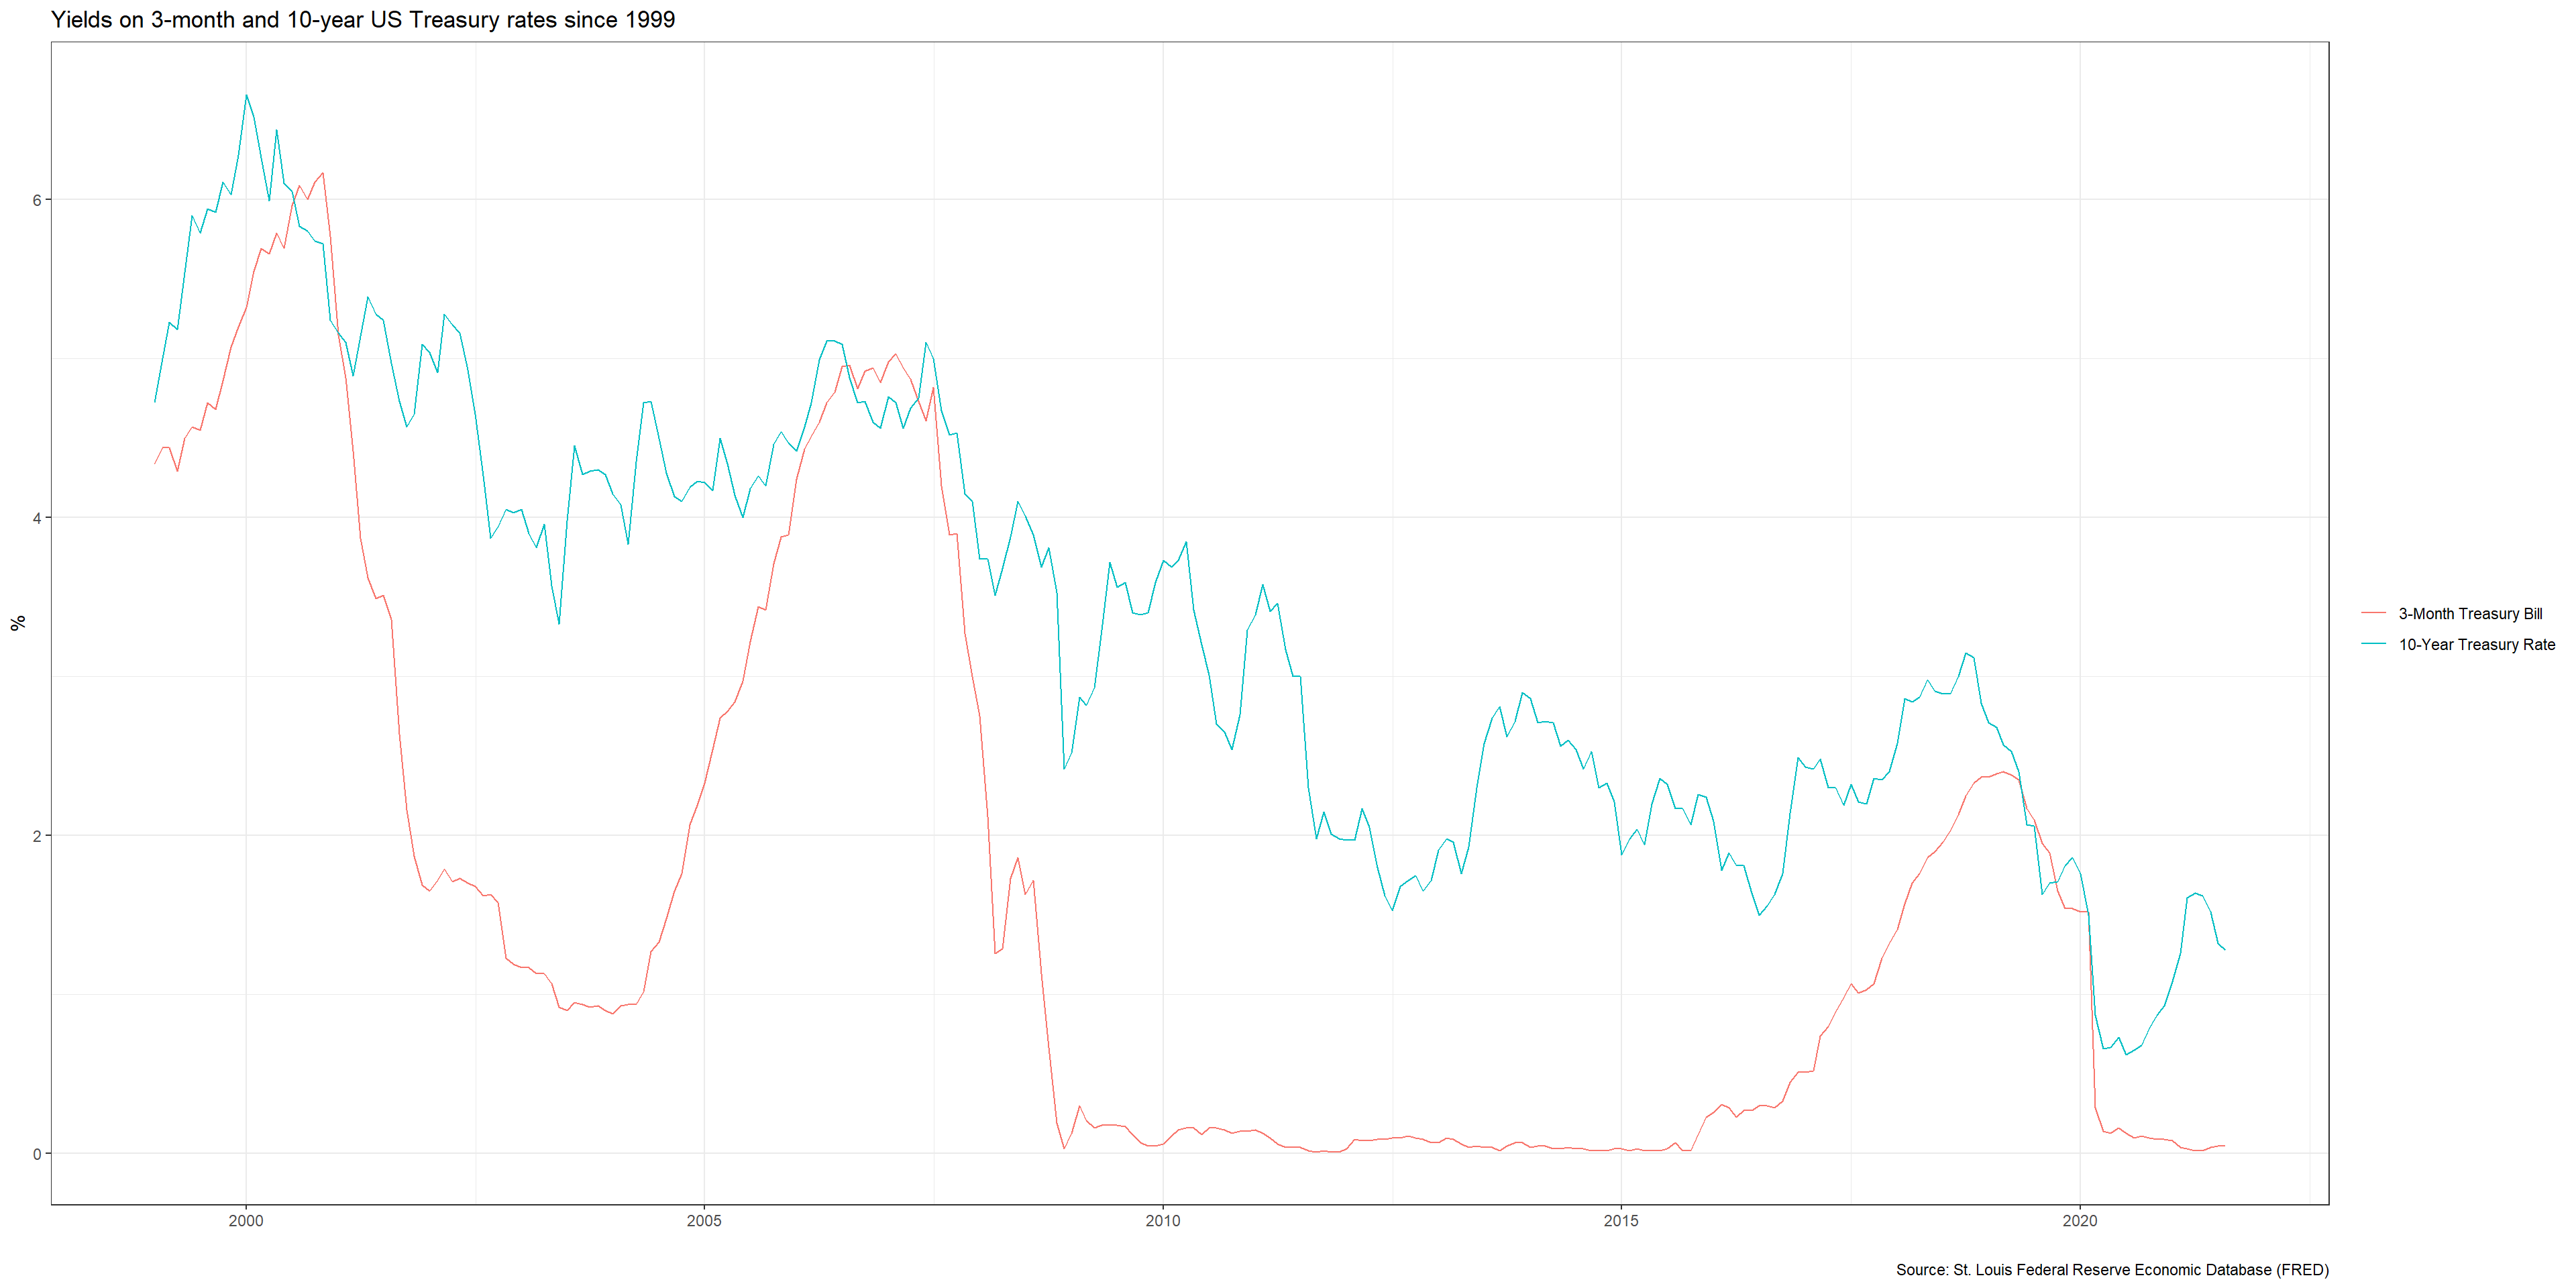 Yields on 3-month and 10-year US Treasury rates since 1999
6
4
2
0
%
2000
2005
2010
2015
2020
3-Month Treasury Bill
10-Year Treasury Rate
Source: St. Louis Federal Reserve Economic Database (FRED)